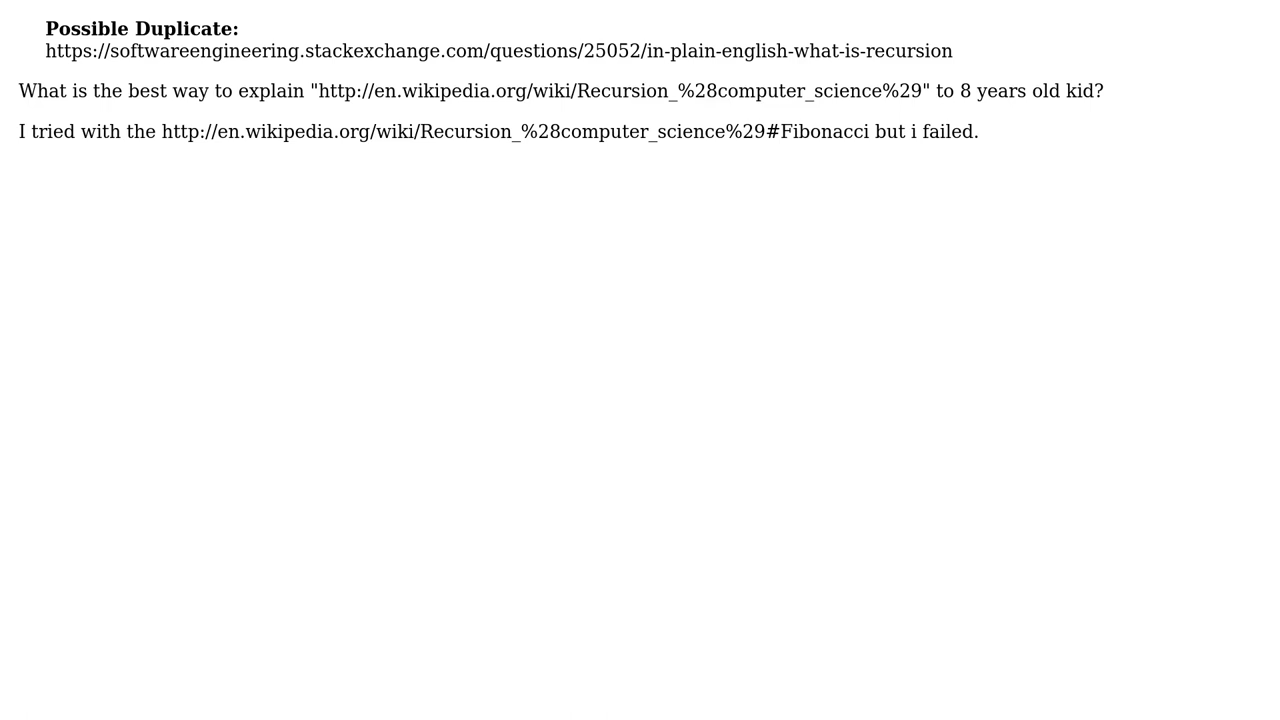 Possible Duplicate:
https://softwareengineering.stackexchange.com/questions/25052/in-plain-english-what-is-recursion
What is the best way to explain "http://en.wikipedia.org/wiki/Recursion_%28computer_science%29" to 8 years old kid?
I tried with the http://en.wikipedia.org/wiki/Recursion_%28computer_science%29#Fibonacci but i failed.